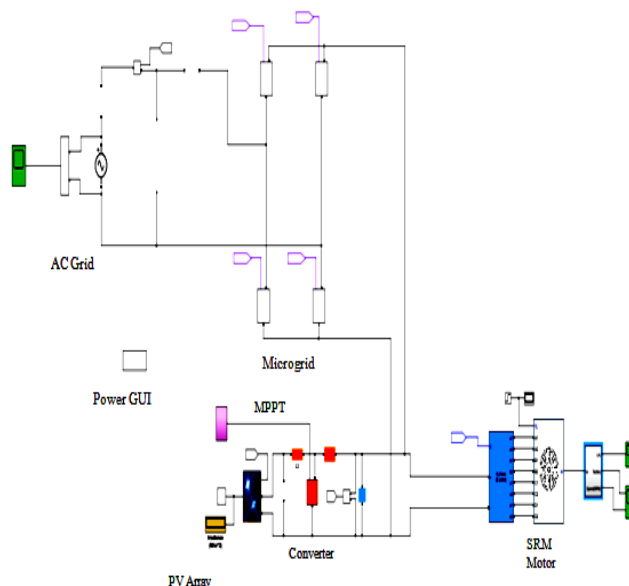 AC Grid
Microgrid
Power GUI
MPPT
Converter
SRM
Motor
PV Array